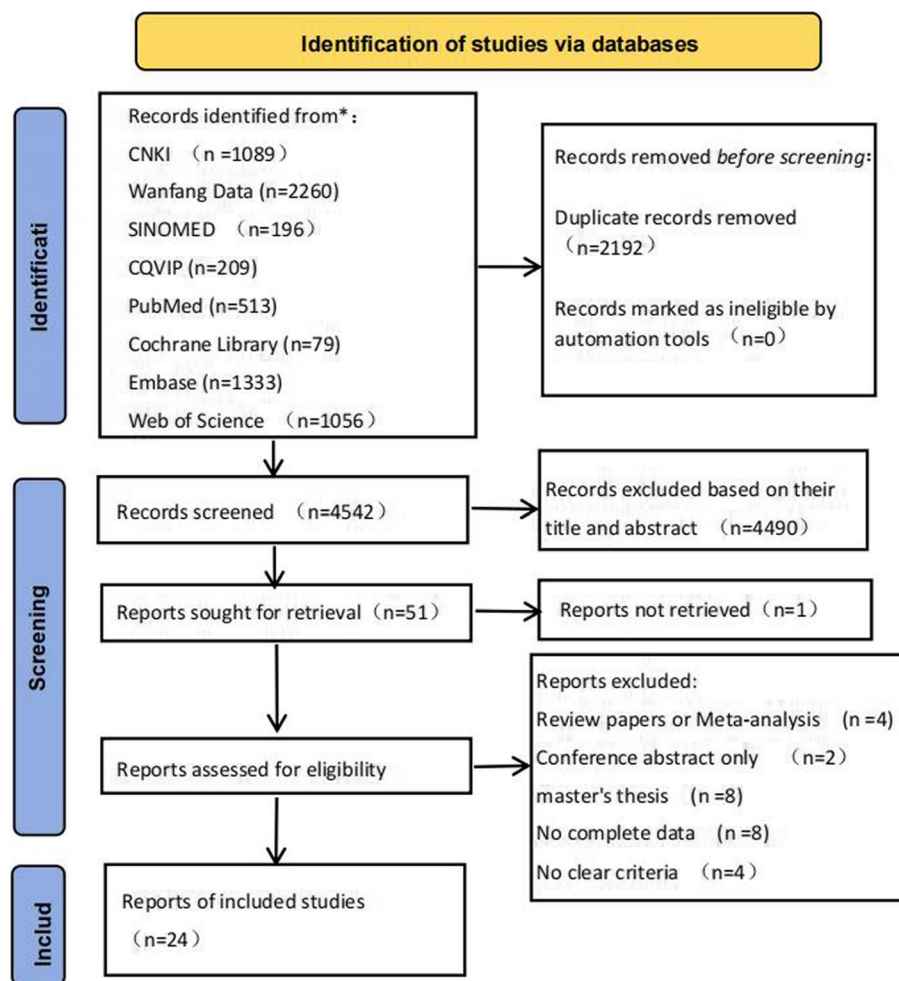 Identification of studies via databases
Identificati
Records identified from*：
CNKI （n =1089）
Wanfang Data (n=2260)
SINOMED （n=196）
CQVIP (n=209)
PubMed (n=513)
Cochrane Library (n=79)
Embase (n=1333)
Web of Science （n=1056）
Records removed before screening：
Duplicate records removed
（n=2192）
Records marked as ineligible by
automation tools （n=0）
Screening
Records screened （n=4542）
Records excluded based on their
title and abstract （n=4490）
Reports sought for retrieval（n=51）
Reports not retrieved（n=1）
Reports assessed for eligibility
Reports excluded:
Review papers or Meta-analysis (n =4)
Conference abstract only （n=2）
master's thesis (n =8)
No complete data (n =8)
No clear criteria （n=4）
Includ
Reports of included studies
（n=24）